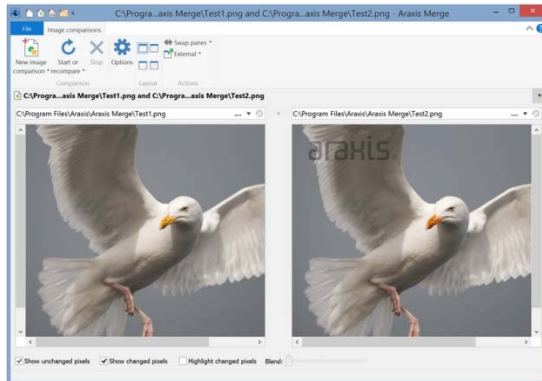 C:\Progra...axis Merge\Test1.png and C:\Progra...axis Merge\Test2.png - Araxis Merge
File Image comparisons
New image comparison
Start or recompare
Stop
Options
Swap panes
External
Comparison Layout Actions
C:\Progra...axis Merge\Test1.png and C:\Progra...axis Merge\Test2.png
C:\Program Files\Araxis\Araxis Merge\Test1.png ...
C:\Program Files\Araxis\Araxis Merge\Test2.png ...
araxis.
Show unchanged pixels Show changed pixels Highlight changed pixels Blend: